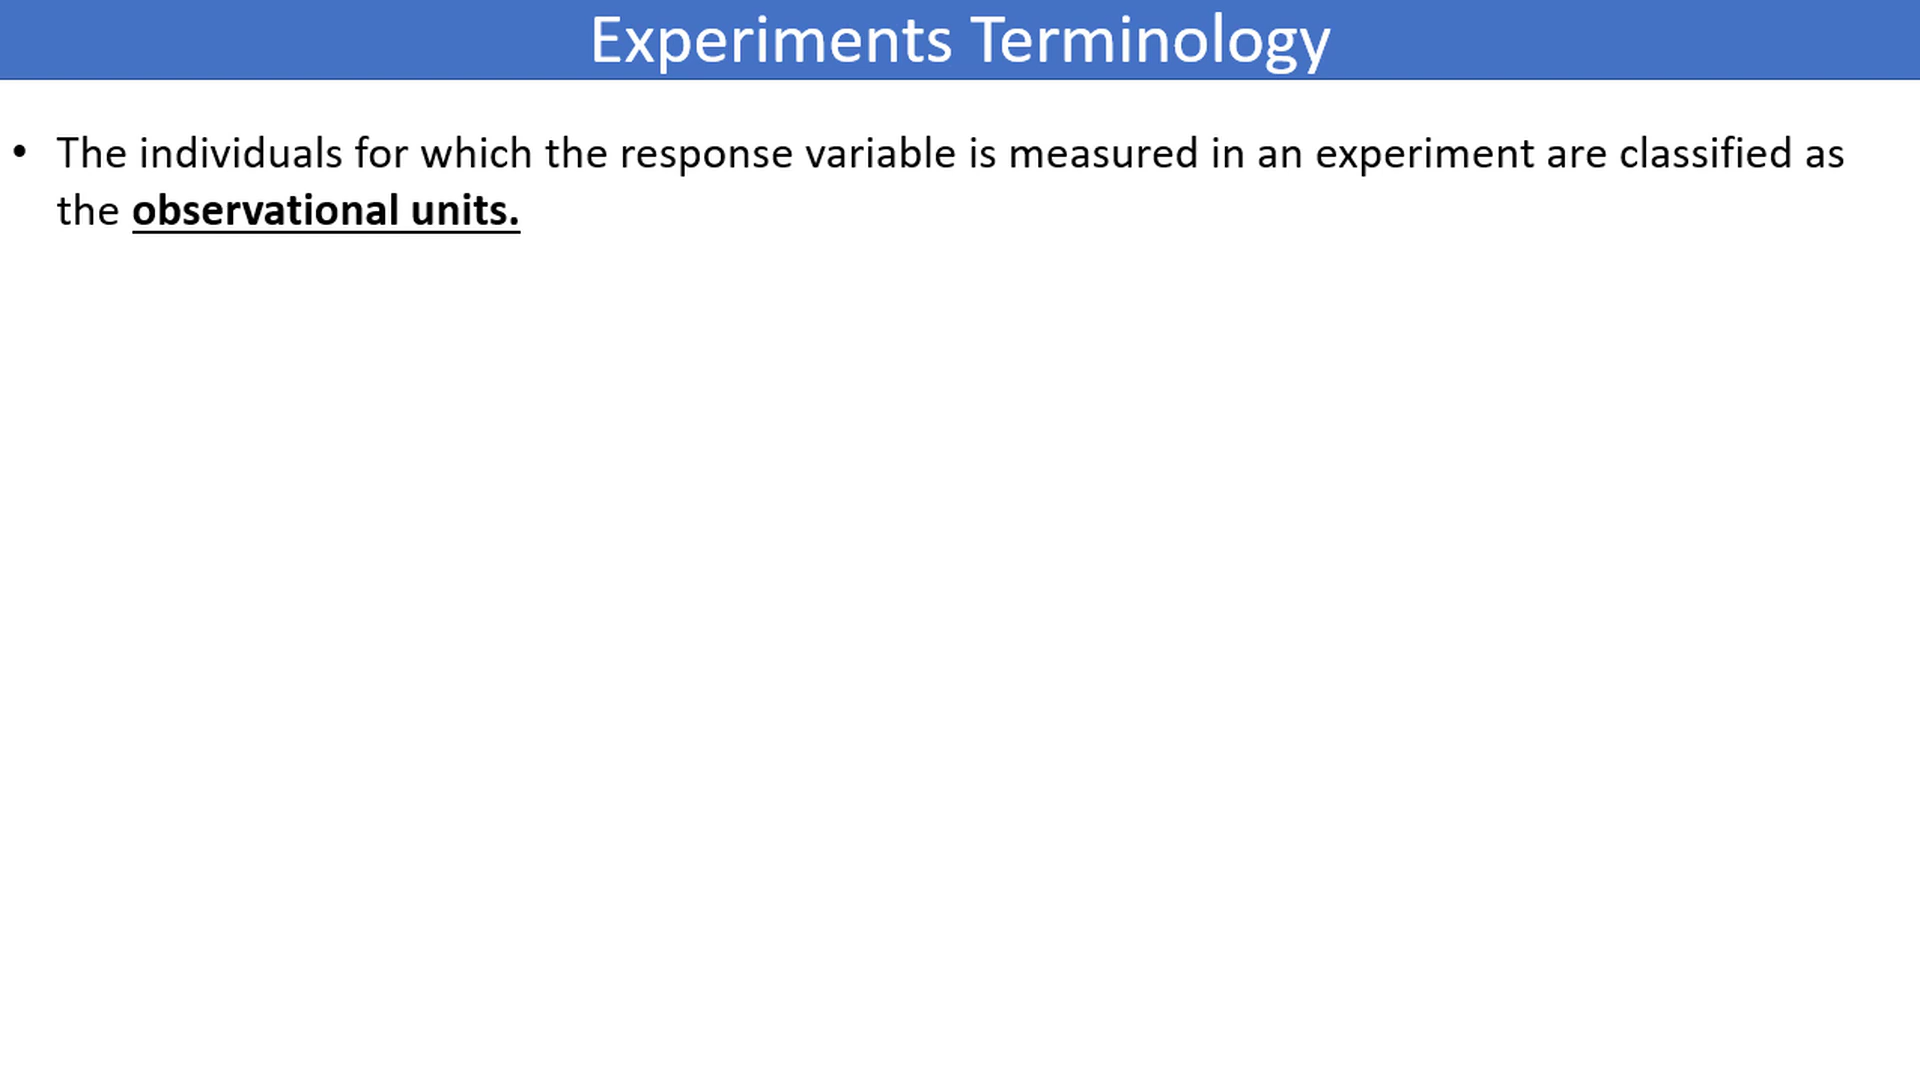 Experiments Terminology
• The individuals for which the response variable is measured in an experiment are classified as
the observational units.